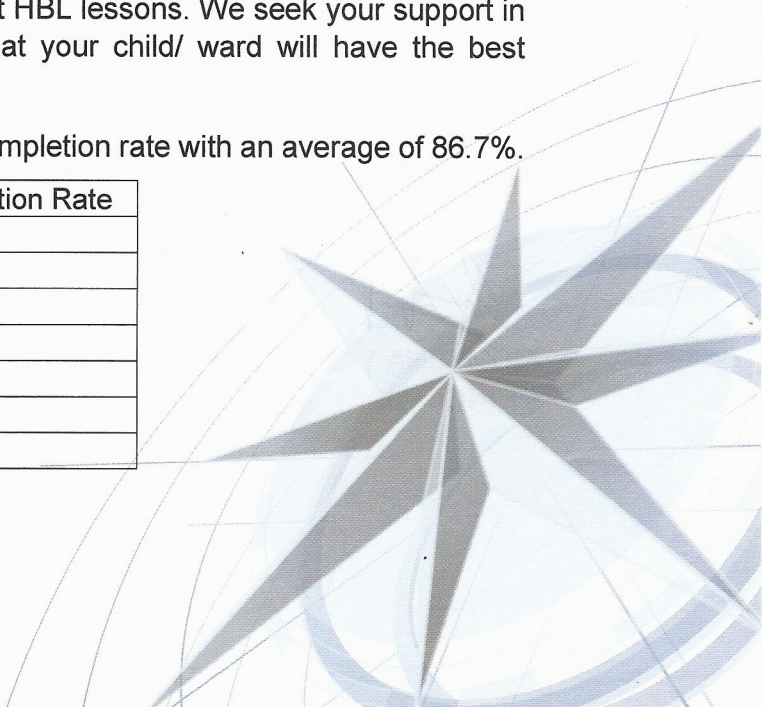 HBL lessons. We seek your support in
at your child/ ward will have the best
mpletion rate with an average of 86.7%.
tion Rate